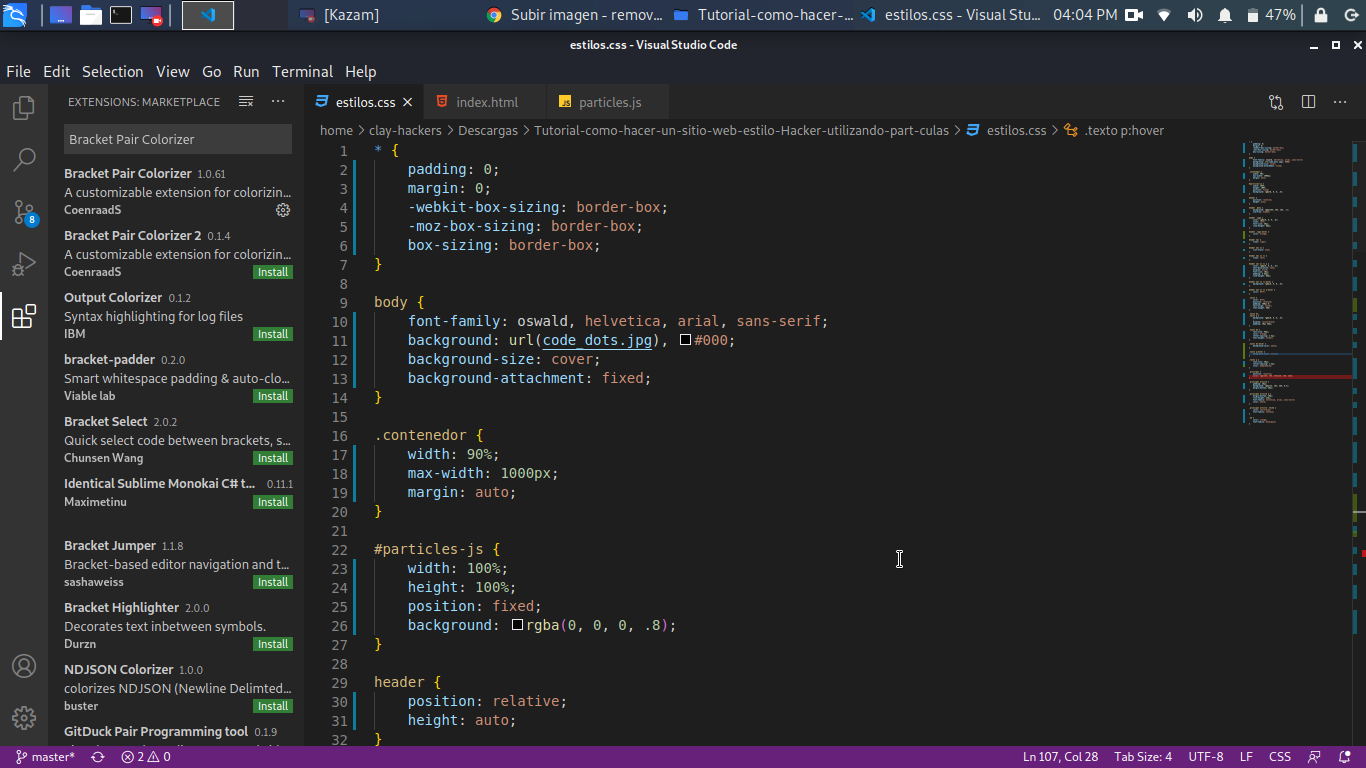 [Kazam]
Subir imagen - remov...
Tutorial-como-hacer-...
estilos.css - Visual Stu...
04:04 PM
47%
estilos.css - Visual Studio Code
File Edit Selection View Go Run Terminal Help
EXTENSIONS: MARKETPLACE
Bracket Pair Colorizer
Bracket Pair Colorizer 1.0.61
A customizable extension for colorizin...
CoenraadS
Bracket Pair Colorizer 2 0.1.4
A customizable extension for colorizin...
CoenraadS Install
Output Colorizer 0.1.2
Syntax highlighting for log files
IBM Install
bracket-padder 0.2.0
Smart whitespace padding & auto-clo...
Viable lab Install
Bracket Select 2.0.2
Quick select code between brackets, s...
Chunsen Wang Install
Identical Sublime Monokai C# t... 0.11.1
Maximetinu Install
Bracket Jumper 1.1.8
Bracket-based editor navigation and t...
sashaweiss Install
Bracket Highlighter 2.0.0
Decorates text inbetween symbols.
Durzn Install
NDJSON Colorizer 1.0.0
colorizes NDJSON (Newline Delimted...
buster Install
GitDuck Pair Programming tool 0.1.9
8
estilos.css
index.html
particles.js
home > clay-hackers > Descargas > Tutorial-como-hacer-un-sitio-web-estilo-Hacker-utilizando-part-culas > estilos.css > .texto p:hover
1 * {
2 padding: 0;
3 margin: 0;
4 -webkit-box-sizing: border-box;
5 -moz-box-sizing: border-box;
6 box-sizing: border-box;
7 }
8
9 body {
10 font-family: oswald, helvetica, arial, sans-serif;
11 background: url(code_dots.jpg), #000;
12 background-size: cover;
13 background-attachment: fixed;
14 }
15
16 .contenedor {
17 width: 90%;
18 max-width: 1000px;
19 margin: auto;
20 }
21
22 #particles-js {
23 width: 100%;
24 height: 100%;
25 position: fixed;
26 background: rgba(0, 0, 0, .8);
27 }
28
29 header {
30 position: relative;
31 height: auto;
32 }
master* 2 0
Ln 107, Col 28 Tab Size: 4 UTF-8 LF CSS